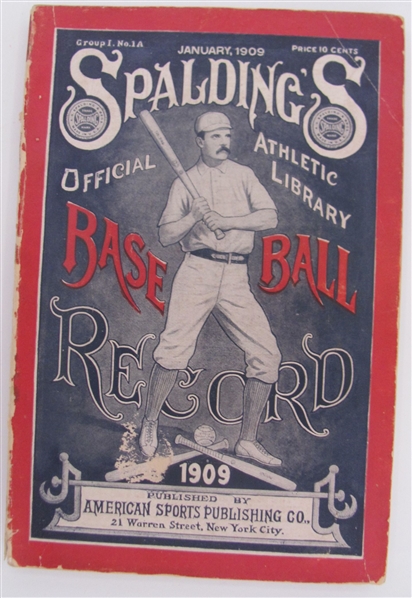 Group I. No. 1A
JANUARY, 1909
PRICE 10 CENTS
SPALDING'S
OFFICIAL
ATHLETIC
LIBRARY
BASE BALL
RECORD
1909
PUBLISHED BY
AMERICAN SPORTS PUBLISHING CO.,
21 Warren Street, New York City.